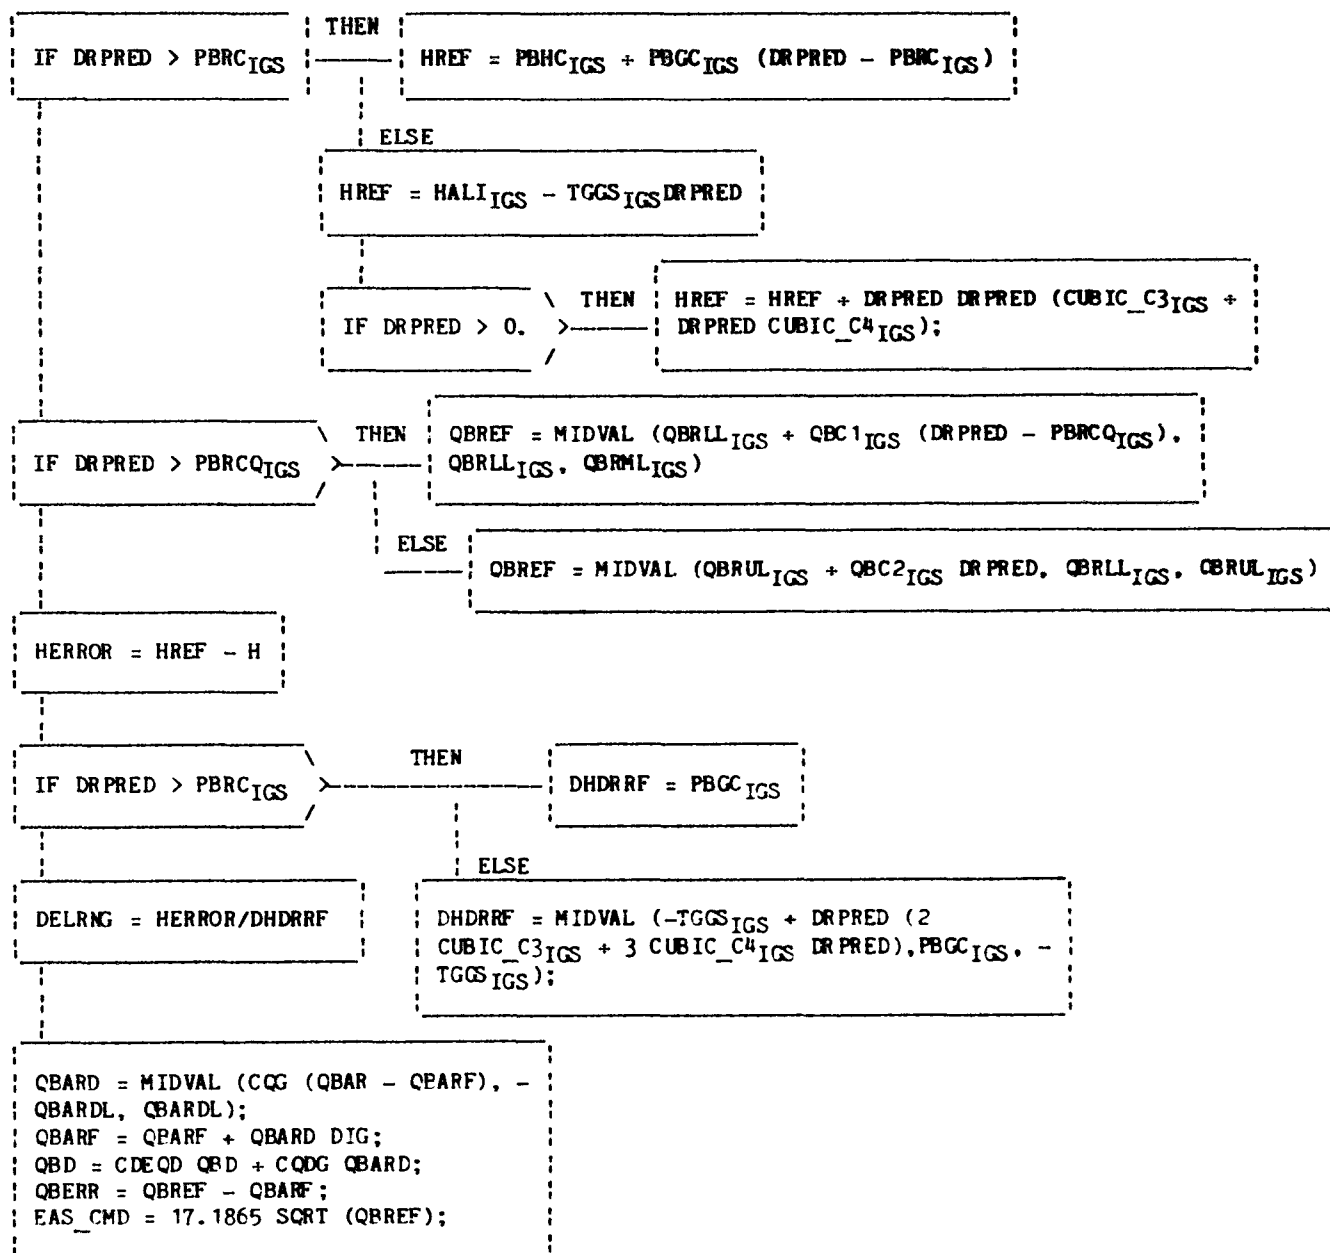 IF DRPRED > PBRC_IGS
THEN
HREF = PBHC_IGS + PBGC_IGS (DRPRED - PBRC_IGS)
ELSE
HREF = HALI_IGS - TGGS_IGS DRPRED
IF DRPRED > 0.
THEN
HREF = HREF + DRPRED DRPRED (CUBIC_C3_IGS +
DRPRED CUBIC_C4_IGS);
IF DRPRED > PBRCQ_IGS
THEN
QBREF = MIDVAL (QBRLL_IGS + QBC1_IGS (DRPRED - PBRCQ_IGS).
QBRLL_IGS. QBRML_IGS)
ELSE
QBREF = MIDVAL (QBRUL_IGS + QBC2_IGS DRPRED. QBRLL_IGS. QBRUL_IGS)
HERROR = HREF - H
IF DRPRED > PBRC_IGS
THEN
DHDRRF = PBGC_IGS
ELSE
DELRNG = HERROR/DHDRRF
DHDRRF = MIDVAL (-TGGS_IGS + DRPRED (2
CUBIC_C3_IGS + 3 CUBIC_C4_IGS DRPRED),PBGC_IGS. -
TGGS_IGS);
QBARD = MIDVAL (CQG (QBAR - QBARF). -
QBARDL, QBARDL);
QBARF = QBARF + QBARD DIG;
QBD = CDEQD QBD + CQDG QBARD;
QBERR = QBREF - QBARF;
EAS_CMD = 17.1865 SQRT (QBREF);